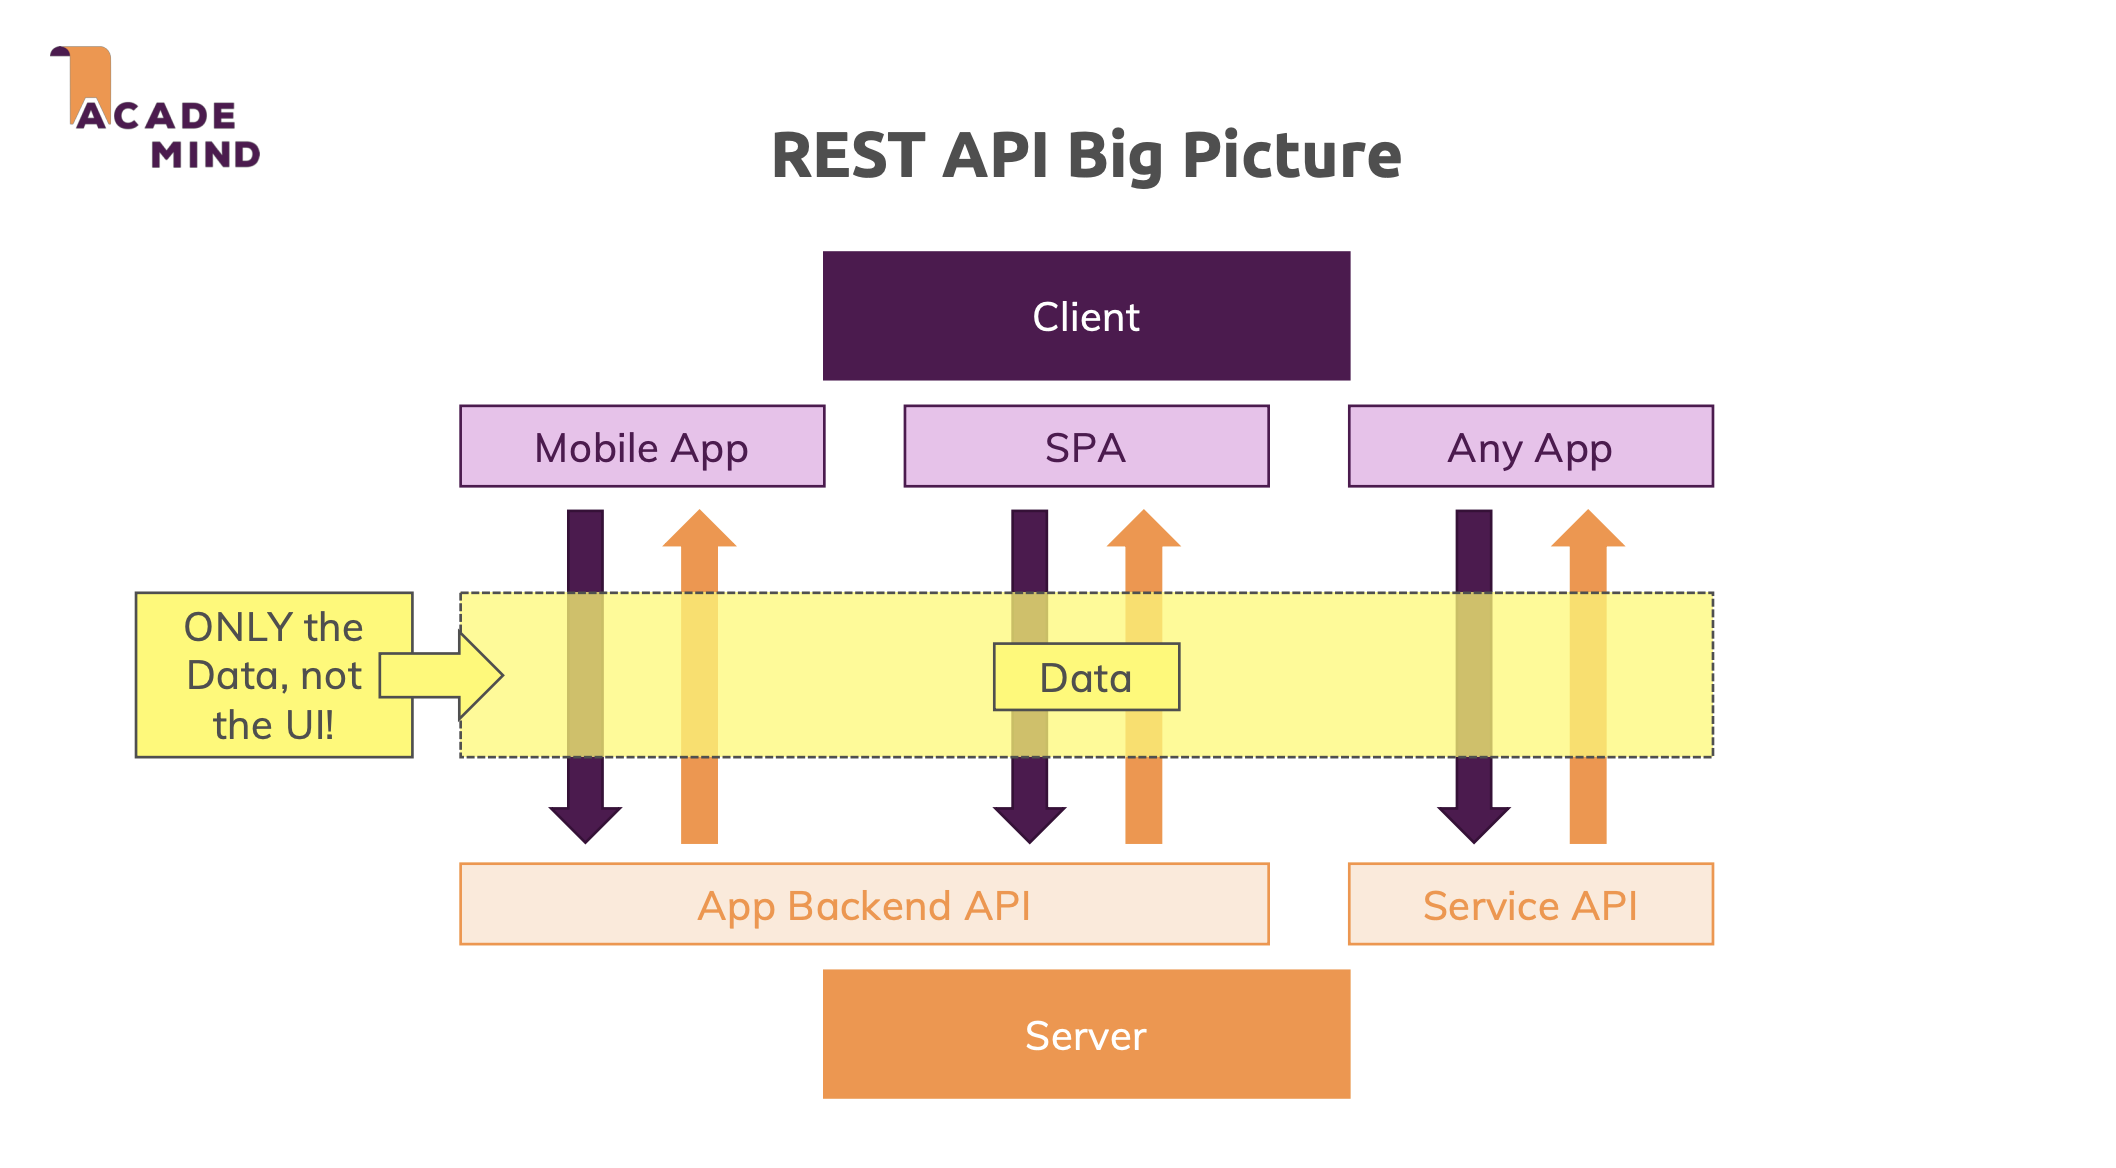 ACADE
MIND
REST API Big Picture
Client
Mobile App
SPA
Any App
ONLY the
Data, not
the UI!
Data
App Backend API
Service API
Server